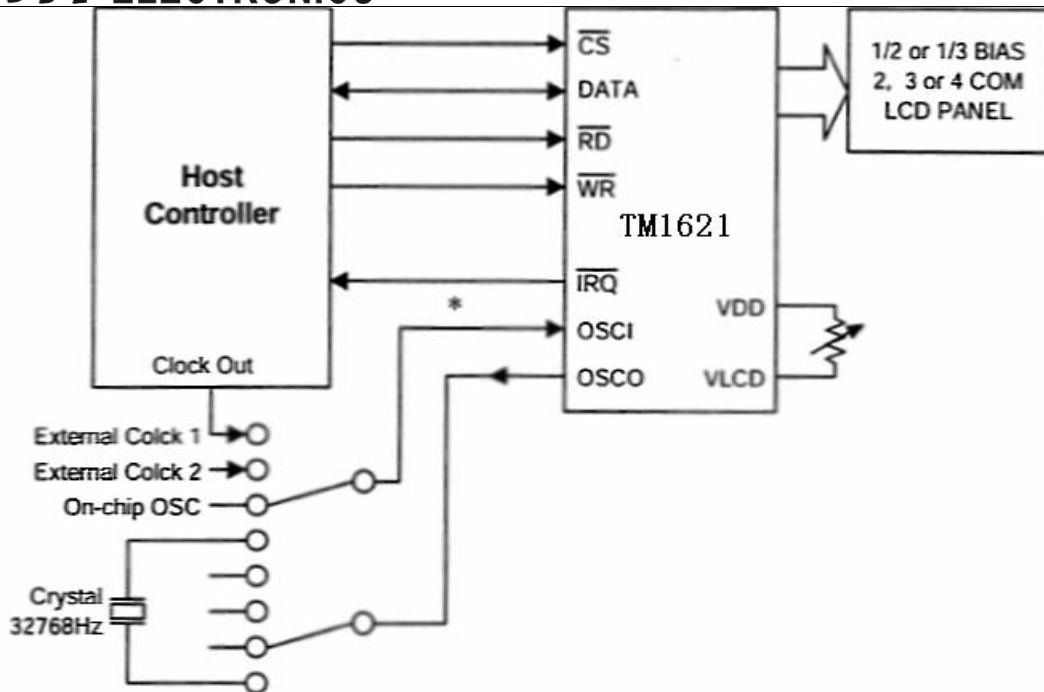 ELECTRONICS
Host
Controller
Clock Out
CS
DATA
RD
WR
TM1621
IRQ
*
OSCI
OSCO
VDD
VLCD
1/2 or 1/3 BIAS
2, 3 or 4 COM
LCD PANEL
External Colck 1
External Colck 2
On-chip OSC
Crystal
32768Hz